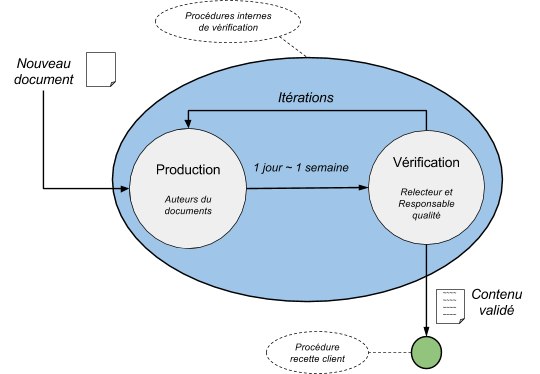 Procédures internes
de vérification
Nouveau
document
Itérations
Production
Auteurs du
documents
1 jour ~ 1 semaine
Vérification
Relecteur et
Responsable
qualité
Contenu
validé
Procédure
recette client